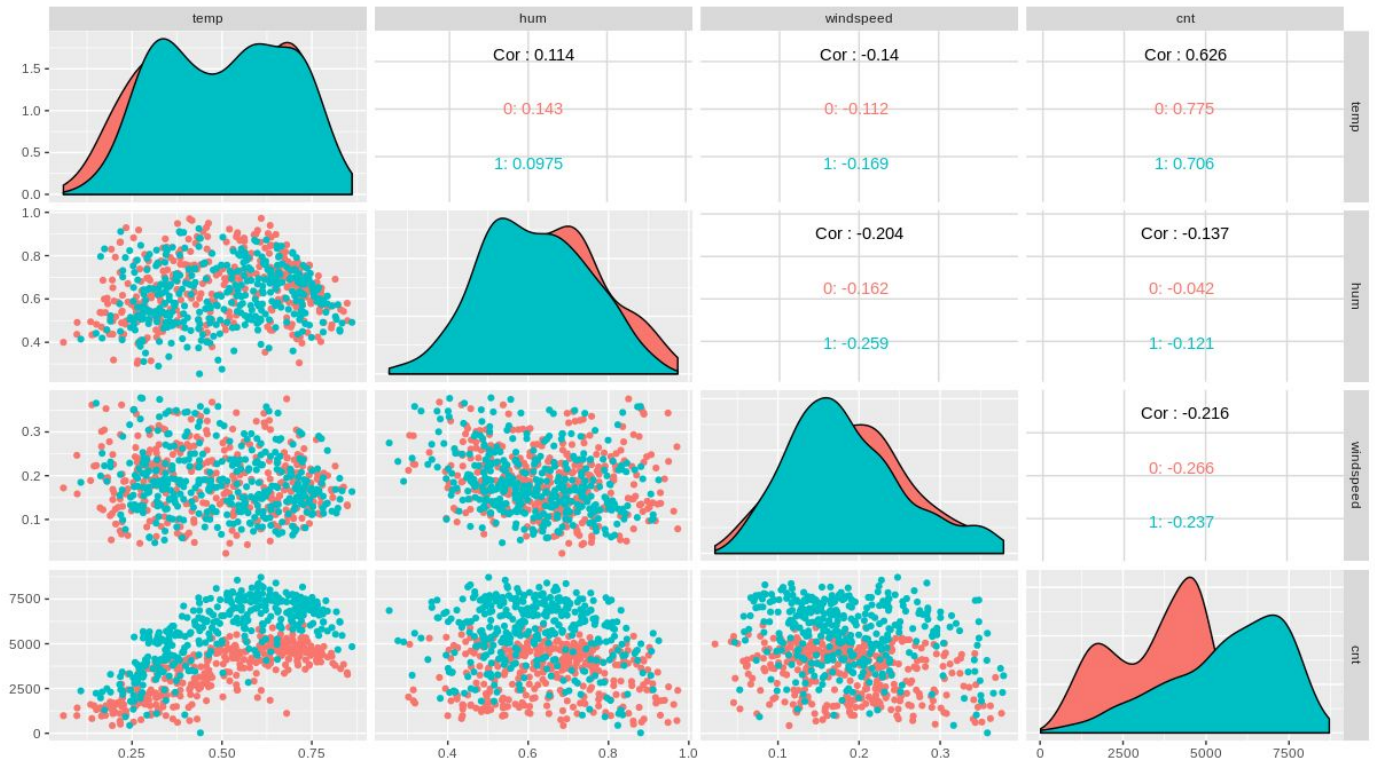 temp hum windspeed cnt
1.5
1.0
0.5
0.0
Cor : 0.114
0: 0.143
1: 0.0975
Cor : -0.14
0: -0.112
1: -0.169
Cor : 0.626
0: 0.775
1: 0.706
temp
1.0
0.8
0.6
0.4
Cor : -0.204
0: -0.162
1: -0.259
Cor : -0.137
0: -0.042
1: -0.121
hum
0.3
0.2
0.1
Cor : -0.216
0: -0.266
1: -0.237
windspeed
7500
5000
2500
0
cnt
0.25 0.50 0.75 0.4 0.6 0.8 1.0 0.1 0.2 0.3 0 2500 5000 7500